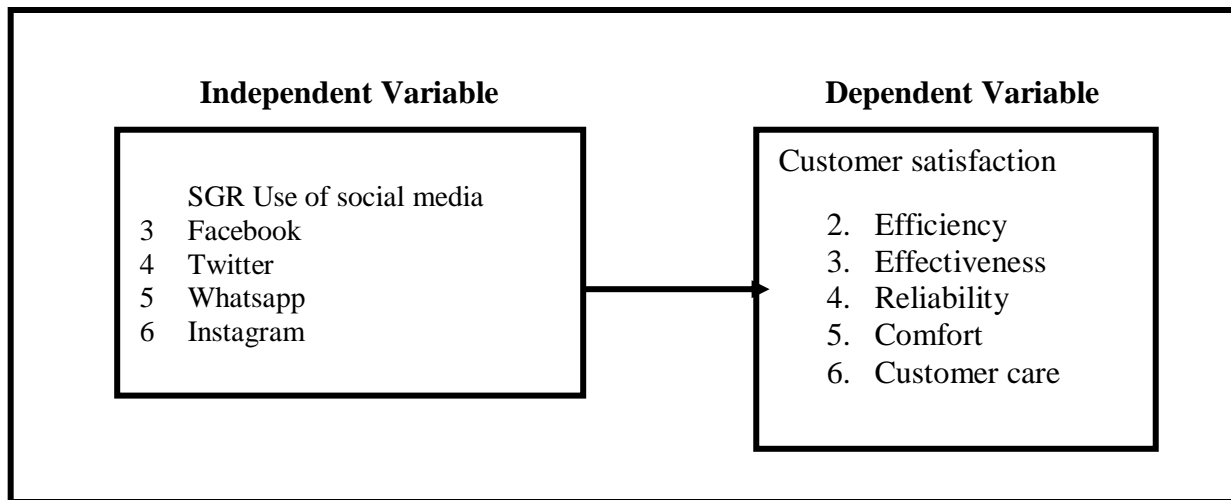 Independent Variable
SGR Use of social media
3 Facebook
4 Twitter
5 Whatsapp
6 Instagram
Dependent Variable
Customer satisfaction
2. Efficiency
3. Effectiveness
4. Reliability
5. Comfort
6. Customer care